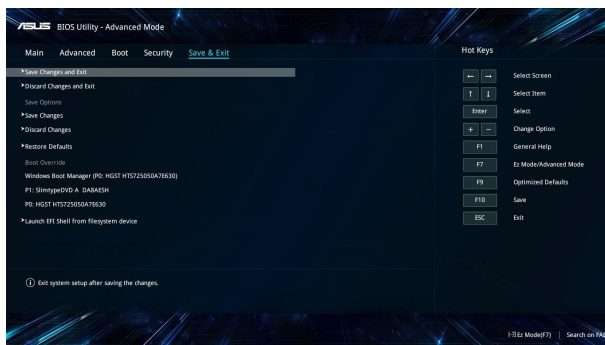 ASUS BIOS Utility - Advanced Mode
Main Advanced Boot Security Save & Exit
Save Changes and Exit
Discard Changes and Exit
Save Options
Save Changes
Discard Changes
Restore Defaults
Boot Override
Windows Boot Manager (P0: HGST HTS725050A7E630)
P1: SlimtypeDVD A DA8AESH
P0: HGST HTS725050A7E630
Launch EFI Shell from filesystem device
Exit system setup after saving the changes.
Hot Keys
← → Select Screen
↑ ↓ Select Item
Enter Select
+ − Change Option
F1 General Help
F7 Ez Mode/Advanced Mode
F9 Optimized Defaults
F10 Save
ESC Exit
Ez Mode(F7) | Search on FA